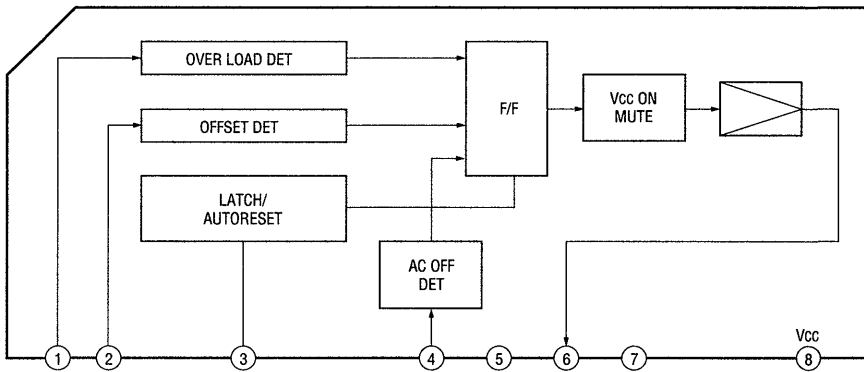 OVER LOAD DET
OFFSET DET
LATCH/
AUTORESET
F/F
VCC ON
MUTE
AC OFF
DET
VCC
1 2 3 4 5 6 7 8